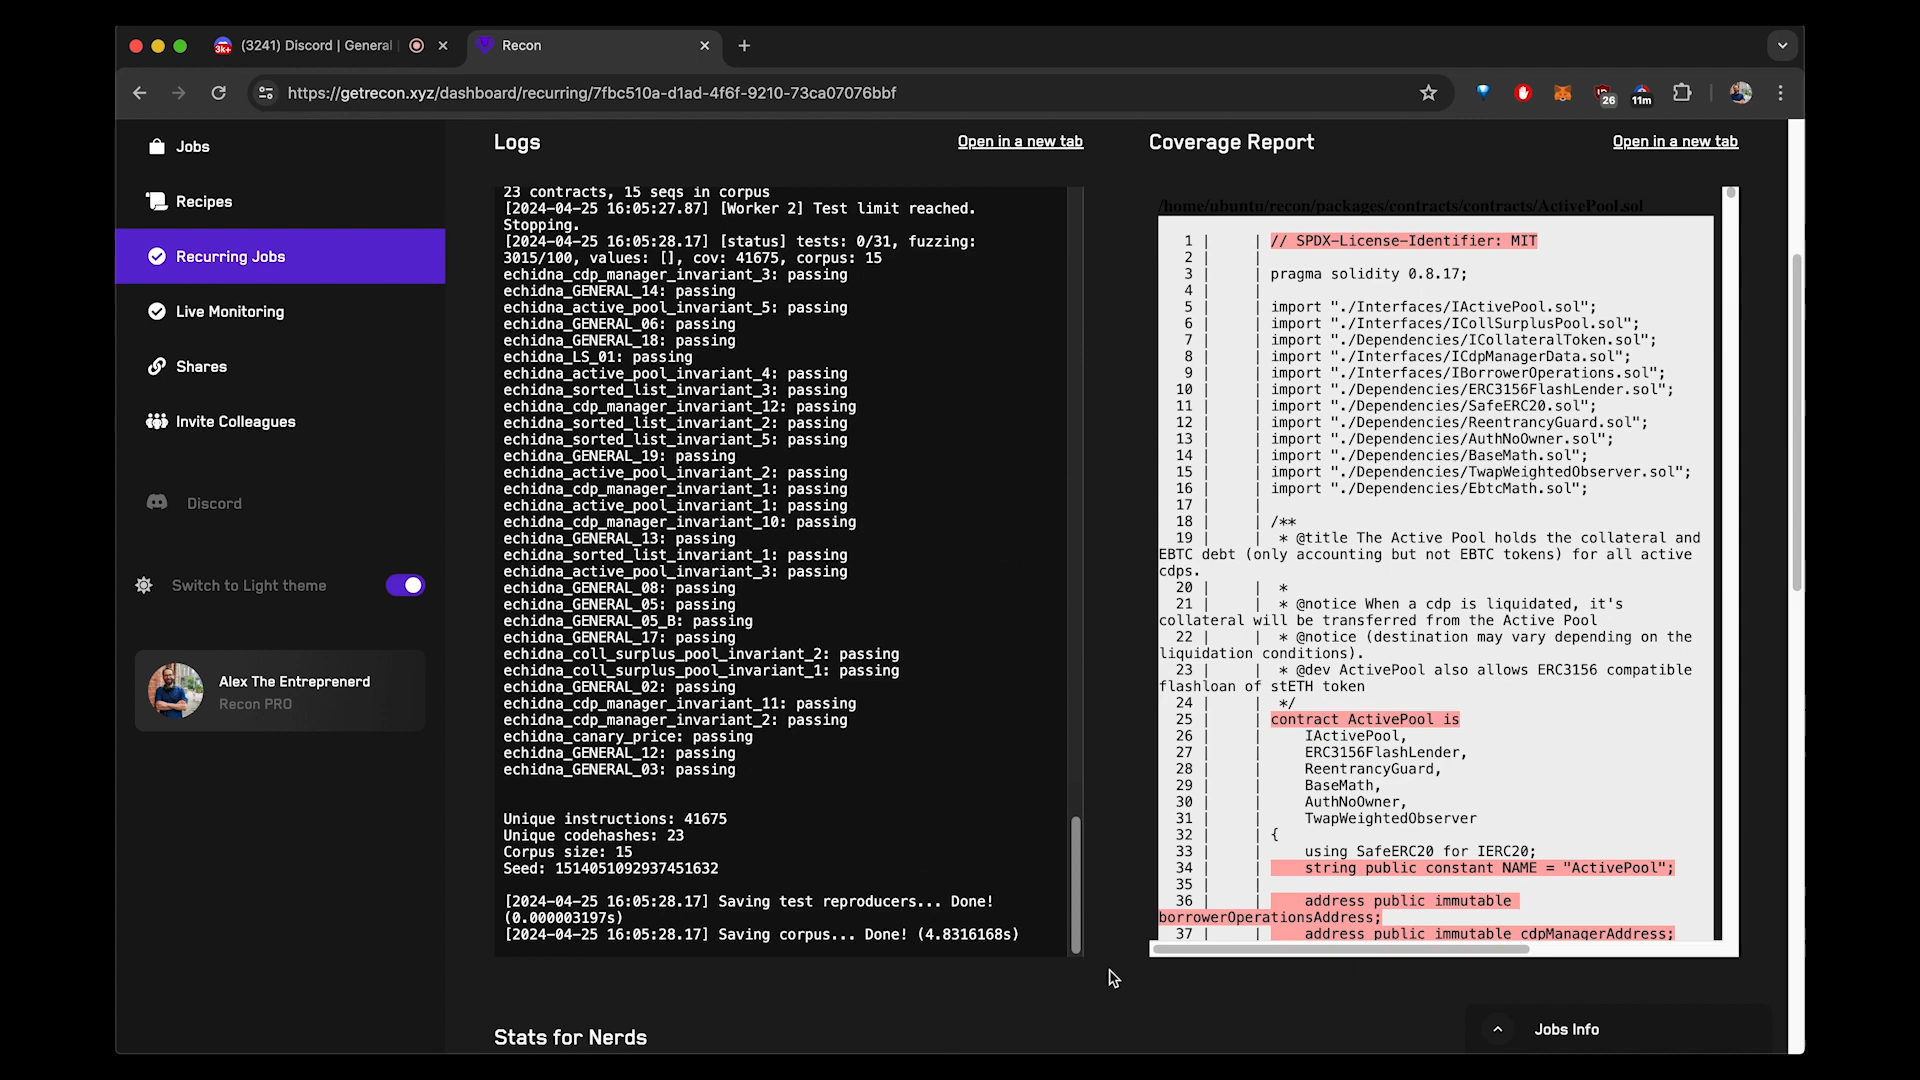 (3241) Discord | General
Recon
https://getrecon.xyz/dashboard/recurring/7fbc510a-d1ad-4f6f-9210-73ca07076bbf
3k+
26
11m
Jobs
Recipes
Recurring Jobs
Live Monitoring
Shares
Invite Colleagues
Discord
Switch to Light theme
Alex The Entreprenerd
Recon PRO
Logs
Open in a new tab
23 contracts, 15 seqs in corpus
[2024-04-25 16:05:27.87] [Worker 2] Test limit reached.
Stopping.
[2024-04-25 16:05:28.17] [status] tests: 0/31, fuzzing:
3015/100, values: [], cov: 41675, corpus: 15
echidna_cdp_manager_invariant_3: passing
echidna_GENERAL_14: passing
echidna_active_pool_invariant_5: passing
echidna_GENERAL_06: passing
echidna_GENERAL_18: passing
echidna_LS_01: passing
echidna_active_pool_invariant_4: passing
echidna_sorted_list_invariant_3: passing
echidna_cdp_manager_invariant_12: passing
echidna_sorted_list_invariant_2: passing
echidna_sorted_list_invariant_5: passing
echidna_GENERAL_19: passing
echidna_active_pool_invariant_2: passing
echidna_cdp_manager_invariant_1: passing
echidna_active_pool_invariant_1: passing
echidna_cdp_manager_invariant_10: passing
echidna_GENERAL_13: passing
echidna_sorted_list_invariant_1: passing
echidna_active_pool_invariant_3: passing
echidna_GENERAL_08: passing
echidna_GENERAL_05: passing
echidna_GENERAL_05_B: passing
echidna_GENERAL_17: passing
echidna_coll_surplus_pool_invariant_2: passing
echidna_coll_surplus_pool_invariant_1: passing
echidna_GENERAL_02: passing
echidna_cdp_manager_invariant_11: passing
echidna_cdp_manager_invariant_2: passing
echidna_canary_price: passing
echidna_GENERAL_12: passing
echidna_GENERAL_03: passing
Unique instructions: 41675
Unique codehashes: 23
Corpus size: 15
Seed: 1514051092937451632
[2024-04-25 16:05:28.17] Saving test reproducers... Done!
(0.000003197s)
[2024-04-25 16:05:28.17] Saving corpus... Done! (4.8316168s)
Coverage Report
Open in a new tab
/home/ubuntu/recon/packages/contracts/contracts/ActivePool.sol
1 | | // SPDX-License-Identifier: MIT
2 | |
3 | | pragma solidity 0.8.17;
4 | |
5 | | import "./Interfaces/IActivePool.sol";
6 | | import "./Interfaces/ICollSurplusPool.sol";
7 | | import "./Dependencies/ICollateralToken.sol";
8 | | import "./Interfaces/ICdpManagerData.sol";
9 | | import "./Interfaces/IBorrowerOperations.sol";
10 | | import "./Dependencies/ERC3156FlashLender.sol";
11 | | import "./Dependencies/SafeERC20.sol";
12 | | import "./Dependencies/ReentrancyGuard.sol";
13 | | import "./Dependencies/AuthNoOwner.sol";
14 | | import "./Dependencies/BaseMath.sol";
15 | | import "./Dependencies/TwapWeightedObserver.sol";
16 | | import "./Dependencies/EbtcMath.sol";
17 | |
18 | | /**
19 | | * @title The Active Pool holds the collateral and
EBTC debt (only accounting but not EBTC tokens) for all active
cdps.
20 | | *
21 | | * @notice When a cdp is liquidated, it's
collateral will be transferred from the Active Pool
22 | | * @notice (destination may vary depending on the
liquidation conditions).
23 | | * @dev ActivePool also allows ERC3156 compatible
flashloan of stETH token
24 | | */
25 | | contract ActivePool is
26 | | IActivePool,
27 | | ERC3156FlashLender,
28 | | ReentrancyGuard,
29 | | BaseMath,
30 | | AuthNoOwner,
31 | | TwapWeightedObserver
32 | | {
33 | | using SafeERC20 for IERC20;
34 | | string public constant NAME = "ActivePool";
35 | |
36 | | address public immutable
borrowerOperationsAddress;
37 | | address public immutable cdpManagerAddress;
Stats for Nerds
Jobs Info